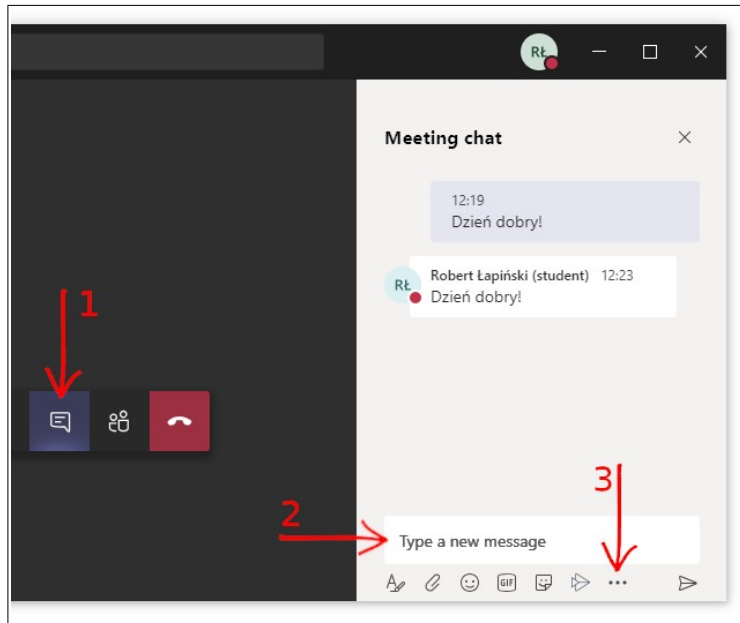 RŁ
Meeting chat
12:19
Dzień dobry!
RŁ
Robert Łapiński (student) 12:23
Dzień dobry!
1
3
2
Type a new message
GIF